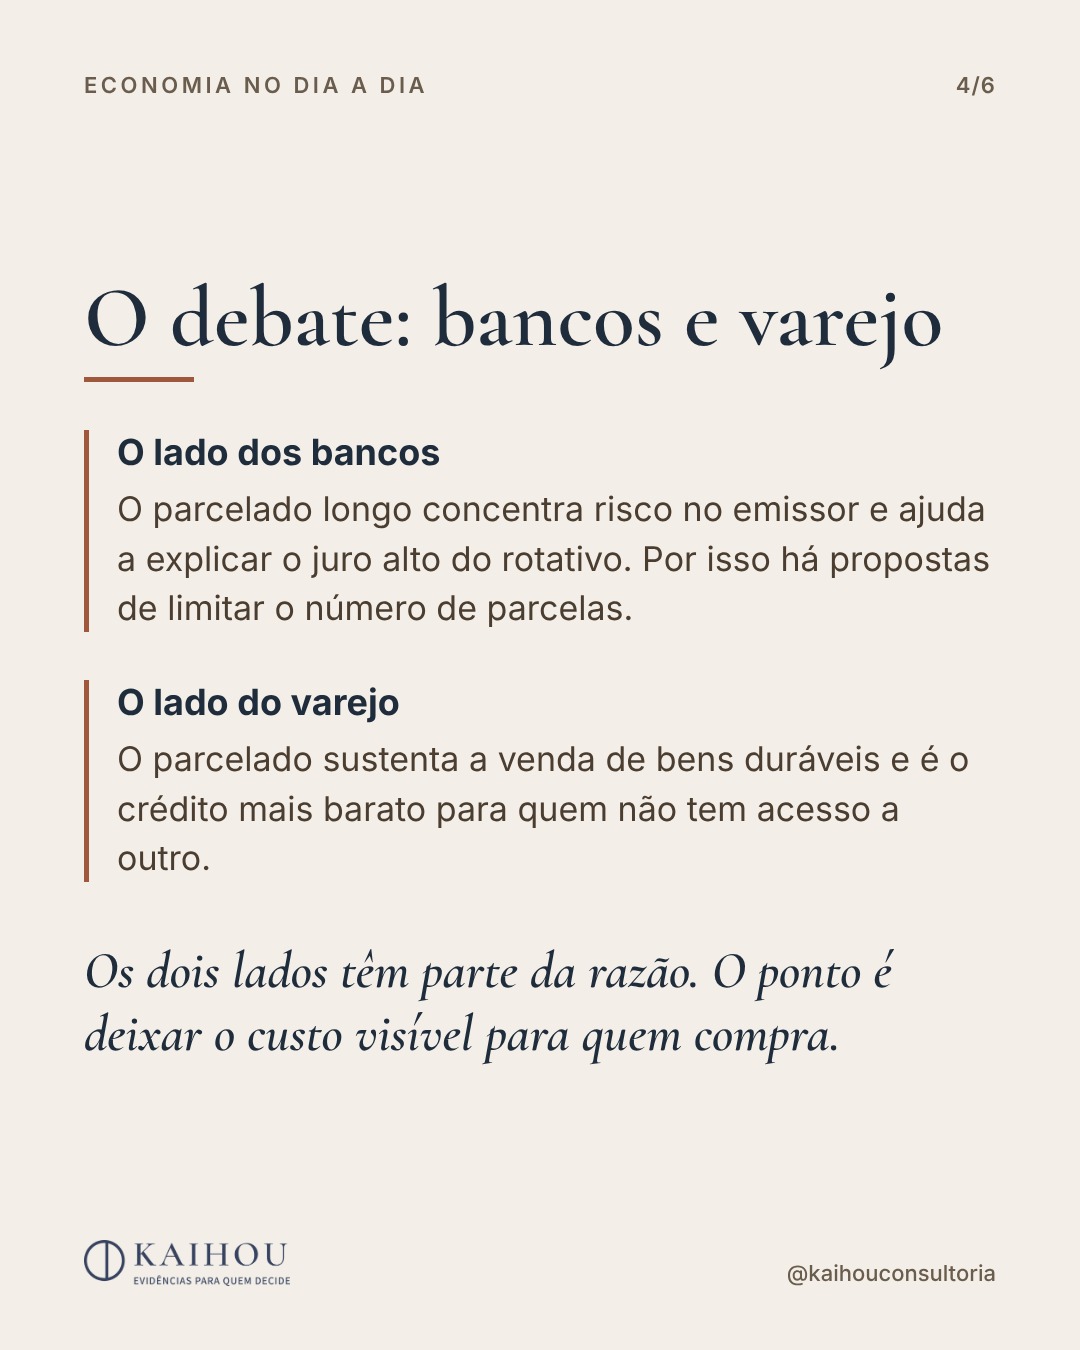 ECONOMIA NO DIA A DIA
4/6
O debate: bancos e varejo
O lado dos bancos
O parcelado longo concentra risco no emissor e ajuda
a explicar o juro alto do rotativo. Por isso há propostas
de limitar o número de parcelas.
O lado do varejo
O parcelado sustenta a venda de bens duráveis e é o
crédito mais barato para quem não tem acesso a
outro.
Os dois lados têm parte da razão. O ponto é
deixar o custo visível para quem compra.
KAIHOU
EVIDÊNCIAS PARA QUEM DECIDE
@kaihouconsultoria